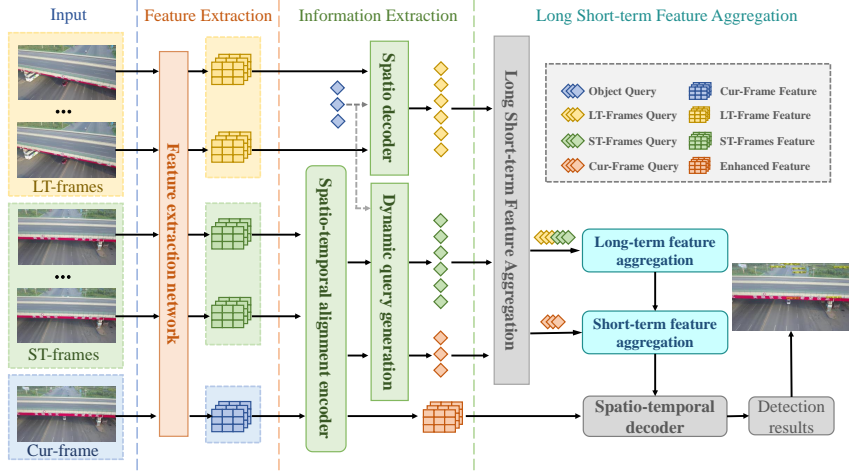 Input
Feature Extraction
Information Extraction
Long Short-term Feature Aggregation
...
LT-frames
...
ST-frames
Cur-frame
Feature extraction network
Spatio decoder
Spatio-temporal alignment encoder
Dynamic query generation
Long Short-term Feature Aggregation
Object Query
Cur-Frame Feature
LT-Frames Query
LT-Frame Feature
ST-Frames Query
ST-Frames Feature
Cur-Frame Query
Enhanced Feature
Long-term feature
aggregation
Short-term feature
aggregation
Spatio-temporal
decoder
Detection
results